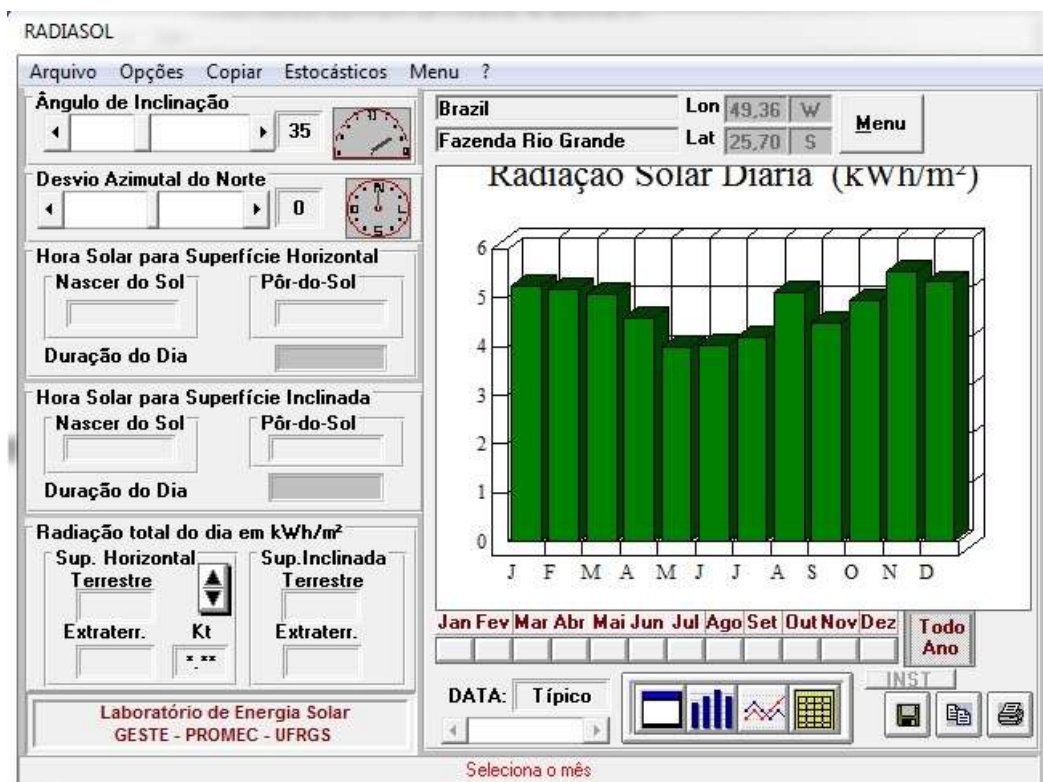 RADIASOL
Arquivo Opções Copiar Estocásticos Menu ?
Ângulo de Inclinação
35
Desvio Azimutal do Norte
0
N
O L
S
Hora Solar para Superfície Horizontal
Nascer do Sol Pôr-do-Sol
Duração do Dia
Hora Solar para Superfície Inclinada
Nascer do Sol Pôr-do-Sol
Duração do Dia
Radiação total do dia em kWh/m²
Sup. Horizontal Sup.Inclinada
Terrestre Terrestre
Extraterr. Kt Extraterr.
*.**
Laboratório de Energia Solar
GESTE - PROMEC - UFRGS
Brazil Lon 49,36 W
Fazenda Rio Grande Lat 25,70 S
Menu
Radiação Solar Diária (kWh/m²)
6
5
4
3
2
1
0
J F M A M J J A S O N D
Jan Fev Mar Abr Mai Jun Jul Ago Set Out Nov Dez
Todo
Ano
INST
DATA: Típico
Seleciona o mês